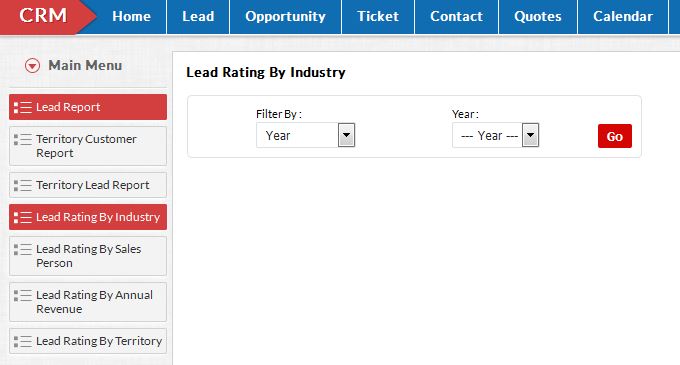 CRM Home Lead Opportunity Ticket Contact Quotes Calendar
Main Menu
Lead Report
Territory Customer
Report
Territory Lead Report
Lead Rating By Industry
Lead Rating By Sales
Person
Lead Rating By Annual
Revenue
Lead Rating By Territory
Lead Rating By Industry
Filter By : Year :
Year --- Year --- Go